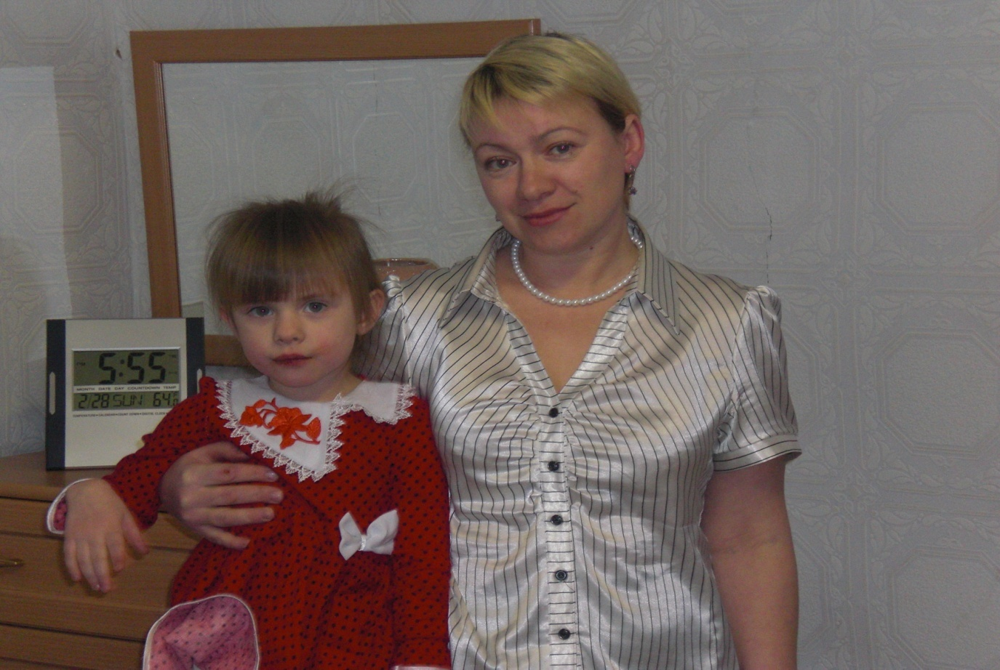 5:55
MONTH DATE DAY COUNTDOWN TEMP
2/28 SUN 64